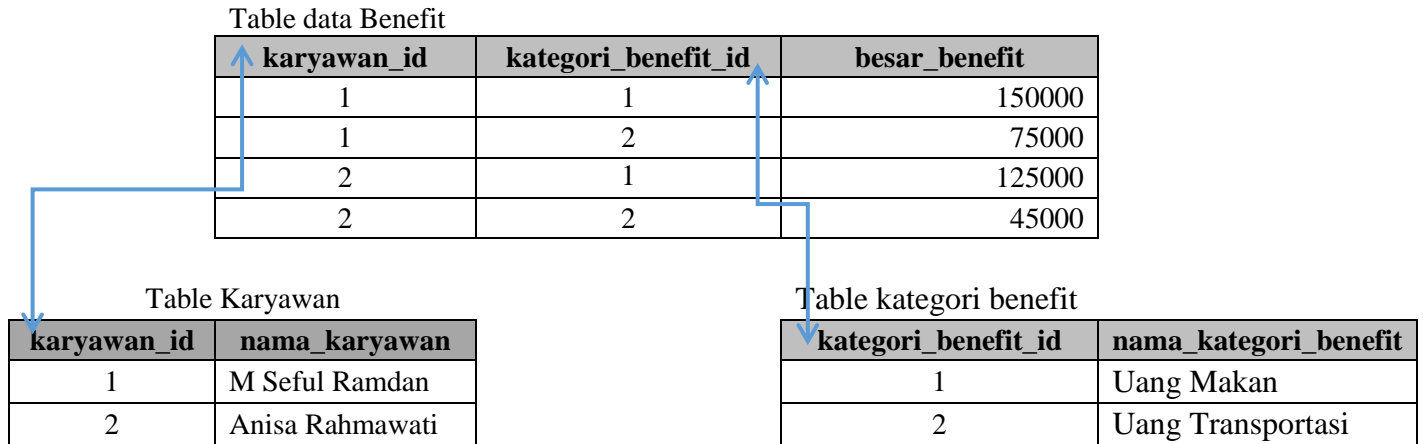 Table data Benefit
karyawan_id kategori_benefit_id besar_benefit
1 1 150000
1 2 75000
2 1 125000
2 2 45000
Table Karyawan
karyawan_id nama_karyawan
1 M Seful Ramdan
2 Anisa Rahmawati
Table kategori benefit
kategori_benefit_id nama_kategori_benefit
1 Uang Makan
2 Uang Transportasi